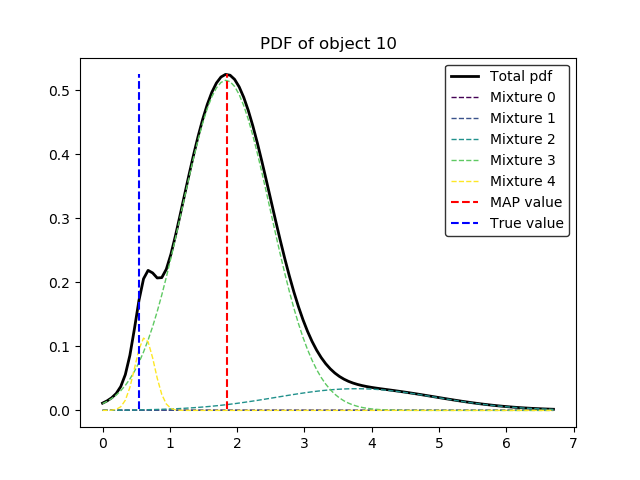 PDF of object 10
Total pdf
Mixture 0
Mixture 1
Mixture 2
Mixture 3
Mixture 4
MAP value
True value
0.5
0.4
0.3
0.2
0.1
0.0
0 1 2 3 4 5 6 7